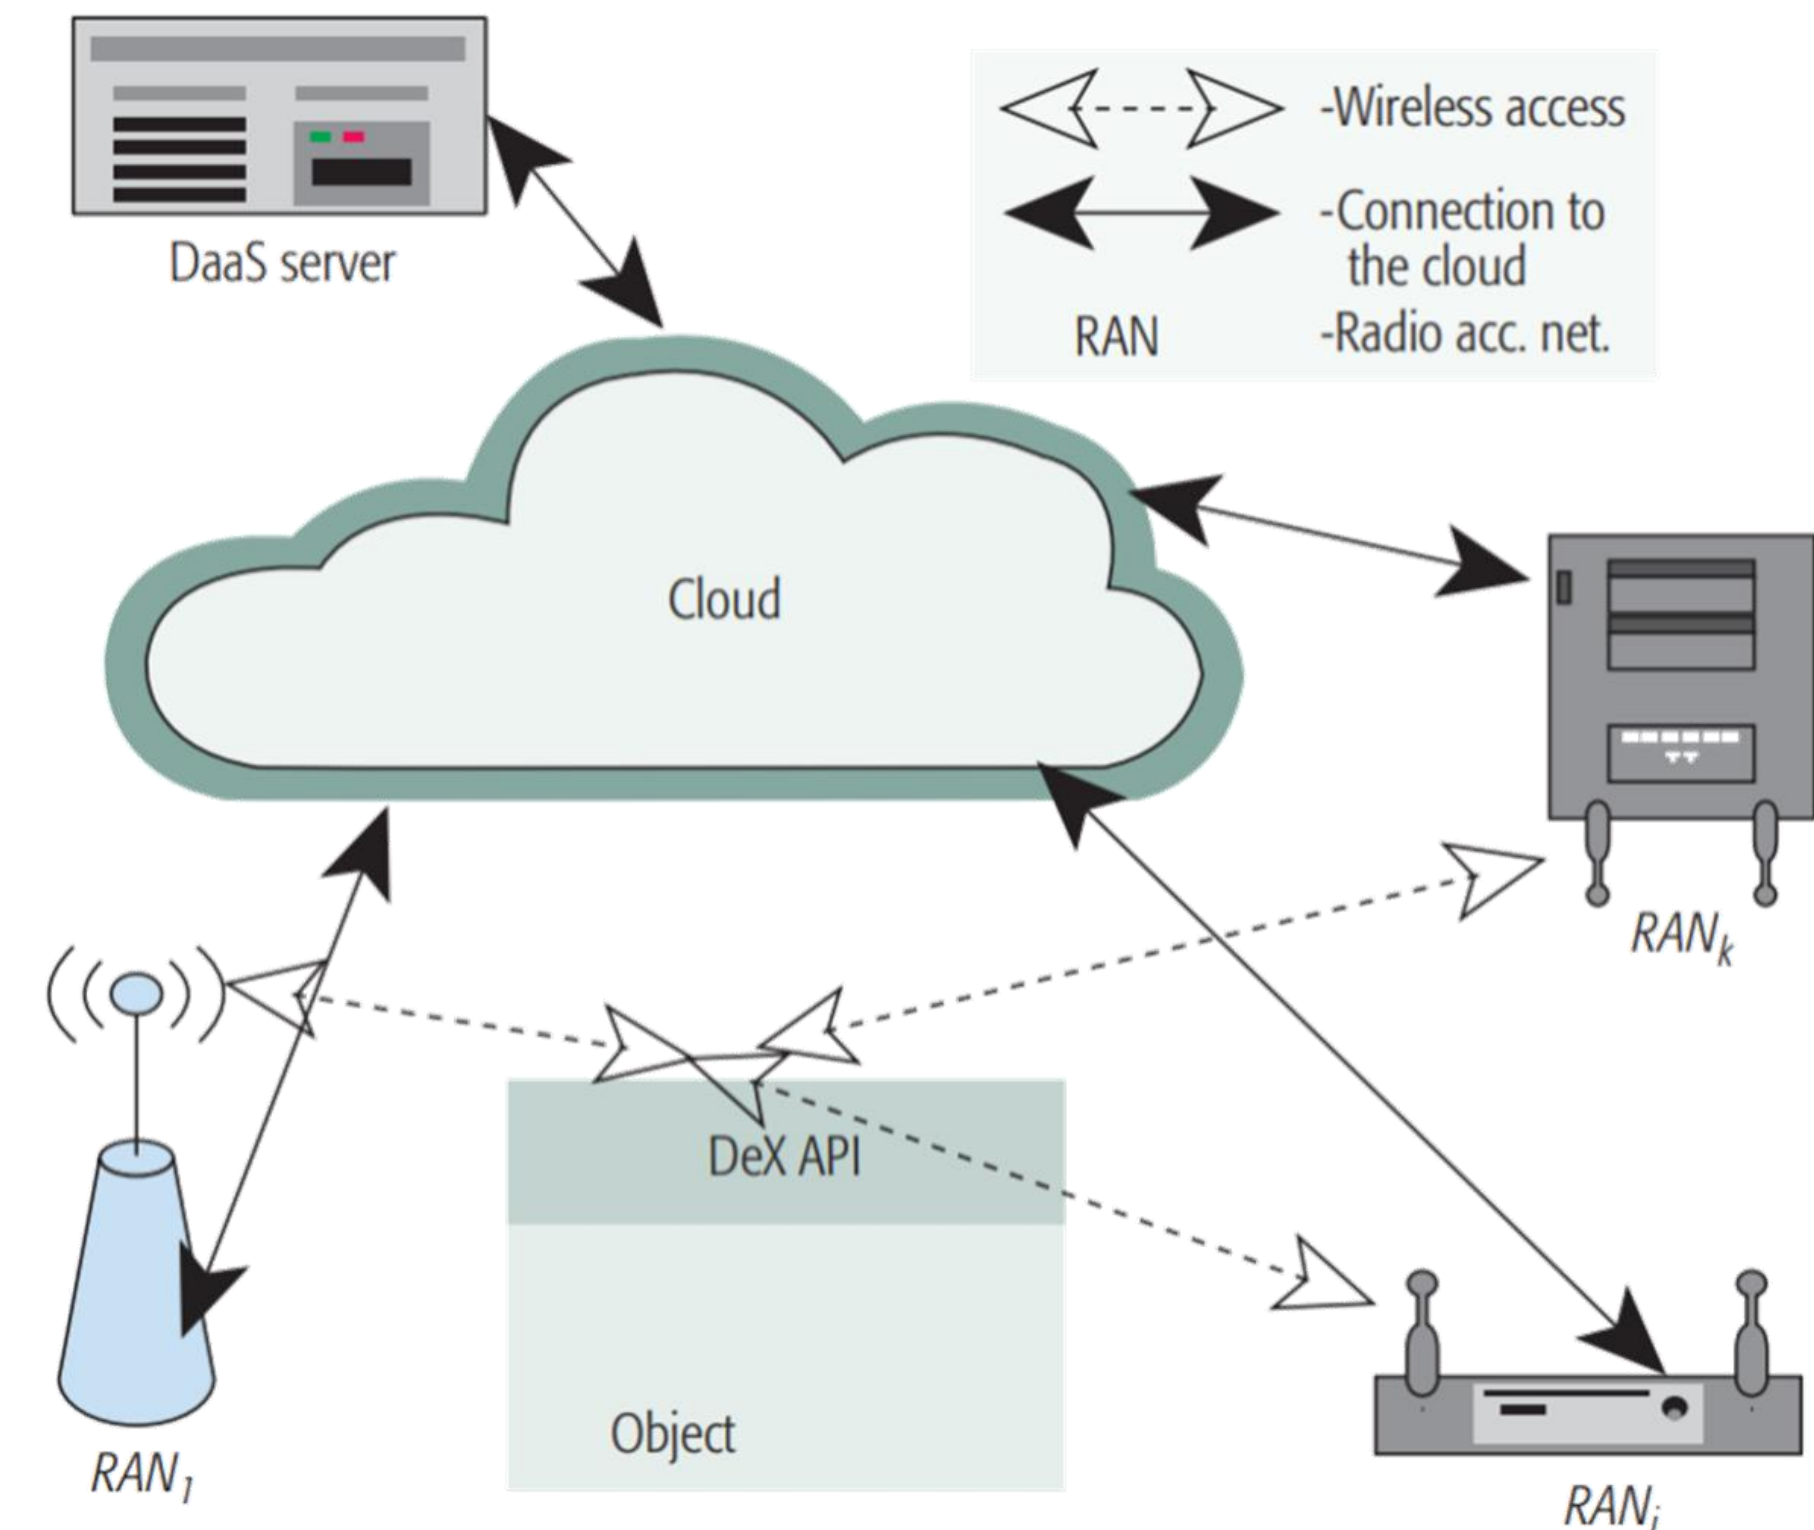 DaaS server
-Wireless access
-Connection to
the cloud
RAN
-Radio acc. net.
Cloud
RANk
DeX API
Object
RAN1
RANi